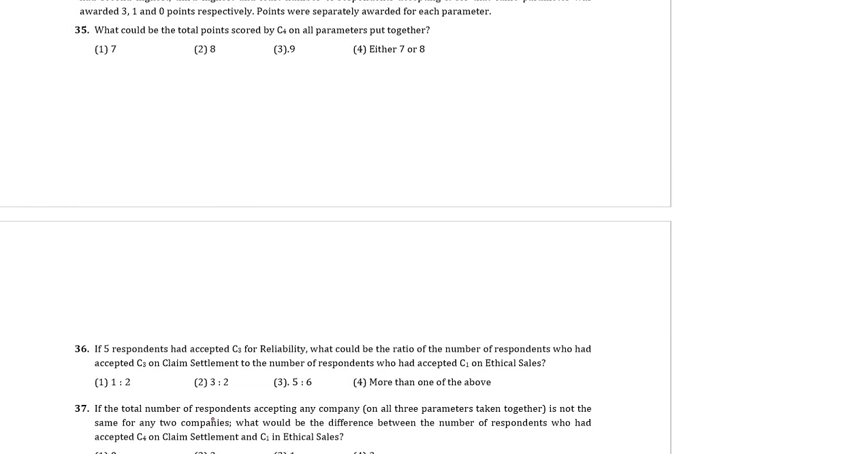 awarded 3, 1 and 0 points respectively. Points were separately awarded for each parameter.
35. What could be the total points scored by C₄ on all parameters put together?
(1) 7 (2) 8 (3).9 (4) Either 7 or 8
36. If 5 respondents had accepted C₃ for Reliability, what could be the ratio of the number of respondents who had
accepted C₂ on Claim Settlement to the number of respondents who had accepted C₁ on Ethical Sales?
(1) 1 : 2 (2) 3 : 2 (3). 5 : 6 (4) More than one of the above
37. If the total number of respondents accepting any company (on all three parameters taken together) is not the
same for any two companies; what would be the difference between the number of respondents who had
accepted C₄ on Claim Settlement and C₁ in Ethical Sales?